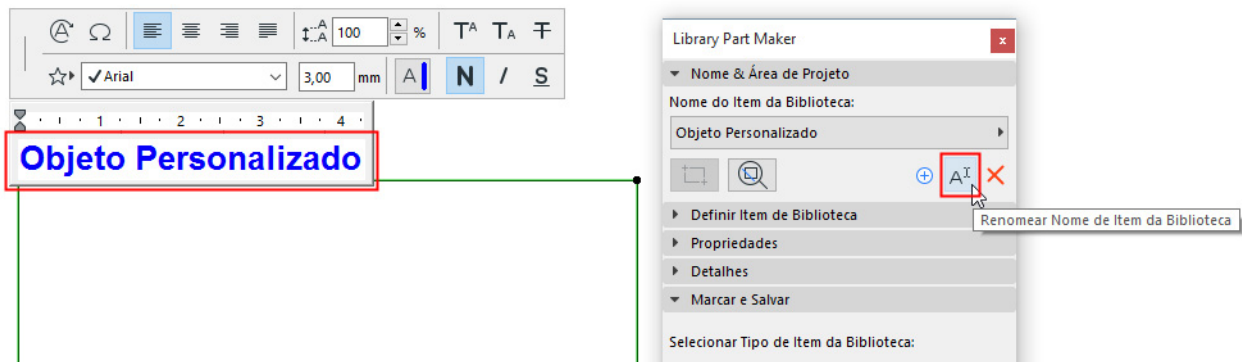 100 %
TA TA T
Arial
3,00 mm
A N / S
1 2 3 4
Objeto Personalizado
Library Part Maker
x
Nome & Área de Projeto
Nome do Item da Biblioteca:
Objeto Personalizado
Renomear Nome de Item da Biblioteca
Definir Item de Biblioteca
Propriedades
Detalhes
Marcar e Salvar
Selecionar Tipo de Item da Biblioteca: